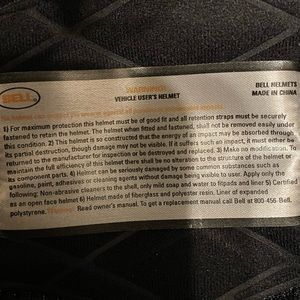 BELL
WARNING!
VEHICLE USER'S HELMET
BELL HELMETS
MADE IN CHINA
No helmet can protect the user against all
1) For maximum protection this helmet must be of good fit and all retention straps must be securely
fastened to retain the helmet. The helmet when fitted and fastened, shall not be removed easily under
this condition. 2) This helmet is so constructed that the energy of an impact may be absorbed through
its partial destruction, though damage may not be visible. If it suffers such an impact, it must either be
returned to the manufacturer for inspection or be destroyed and replaced. 3) Make no modification. To
maintain the full efficiency of this helmet there shall be no alterations to the structure of the helmet or
its component parts. 4) Helmet can be seriously damaged by some common substances such as
gasoline, paint, adhesives or cleaning agents without damage being visible to user. Apply only the
following: Non-abrasive cleaners to the shell, only mild soap and water to fitpads and liner. 5) Certified
as an open face helmet 6) Helmet made of fiberglass and polyester resin. Liner of expanded
polystyrene. Read owner's manual. To get a replacement manual call Bell at 800-456-Bell.